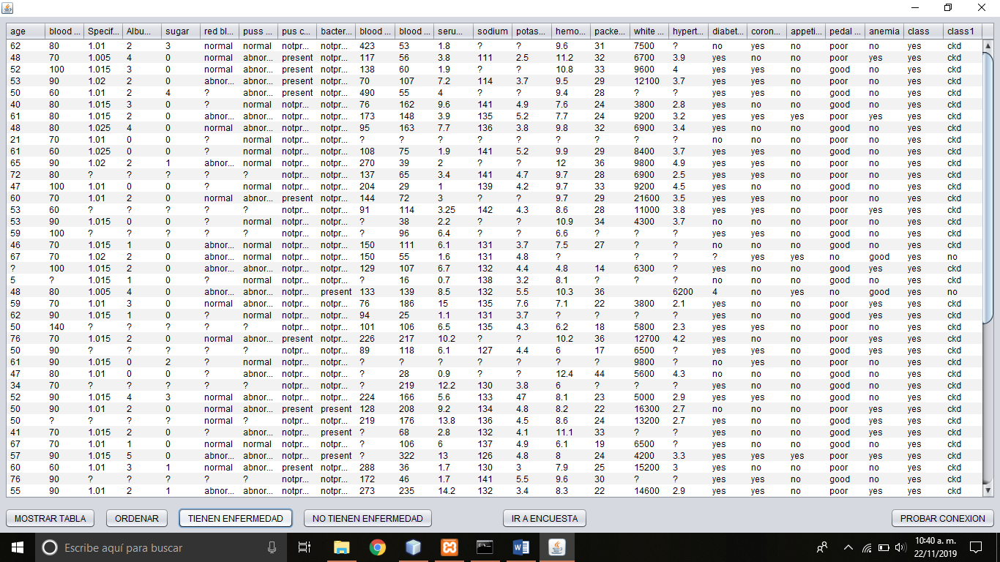 age blood ... Specif... Albu... sugar red bl... puss ... pus c... bacter... blood ... blood ... seru... sodium potas... hemo... packe... white ... hypert... diabet... coron... appeti... pedal ... anemia class class1
62 80 1.01 2 3 normal normal notpr... notpr... 423 53 1.8 ? ? 9.6 31 7500 ? no yes no poor no yes ckd
48 70 1.005 4 0 normal abnor... present notpr... 117 56 3.8 111 2.5 11.2 32 6700 3.9 yes no no poor yes yes ckd
52 100 1.015 3 0 normal abnor... present notpr... 138 60 1.9 ? ? 10.8 33 9600 4 yes yes no good no yes ckd
53 90 1.02 2 0 abnor... abnor... present notpr... 70 107 7.2 114 3.7 9.5 29 12100 3.7 yes yes no poor no yes ckd
50 60 1.01 2 4 ? abnor... present notpr... 490 55 4 ? ? 9.4 28 ? ? yes yes no good no yes ckd
40 80 1.015 3 0 ? normal notpr... notpr... 76 162 9.6 141 4.9 7.6 24 3800 2.8 yes no no good no yes ckd
61 80 1.015 2 0 abnor... abnor... notpr... notpr... 173 148 3.9 135 5.2 7.7 24 9200 3.2 yes yes yes poor yes yes ckd
48 80 1.025 4 0 normal abnor... notpr... notpr... 95 163 7.7 136 3.8 9.8 32 6900 3.4 yes no no good no yes ckd
21 70 1.01 0 0 ? normal notpr... notpr... ? ? ? ? ? ? ? ? ? no no no poor no yes ckd
61 60 1.025 0 0 ? normal notpr... notpr... 108 75 1.9 141 5.2 9.9 29 8400 3.7 yes yes no good no yes ckd
65 90 1.02 2 1 abnor... normal notpr... notpr... 270 39 2 ? ? 12 36 9800 4.9 yes yes no poor no yes ckd
72 80 ? ? ? ? ? notpr... notpr... 137 65 3.4 141 4.7 9.7 28 6900 2.5 yes yes no poor no yes ckd
47 100 1.01 0 0 ? normal notpr... notpr... 204 29 1 139 4.2 9.7 33 9200 4.5 yes no no good no yes ckd
60 70 1.01 2 0 normal abnor... present notpr... 144 72 3 ? ? 9.7 29 21600 3.5 yes yes no poor no yes ckd
53 60 ? ? ? ? ? notpr... notpr... 91 114 3.25 142 4.3 8.6 28 11000 3.8 yes yes no poor yes yes ckd
53 90 1.015 0 0 ? normal notpr... notpr... ? 38 2.2 ? ? 10.9 34 4300 3.7 no no no poor no yes ckd
59 100 ? ? ? ? ? notpr... notpr... ? 96 6.4 ? ? 6.6 ? ? ? yes yes no good no yes ckd
46 70 1.015 1 0 abnor... normal notpr... notpr... 150 111 6.1 131 3.7 7.5 27 ? ? no no no good no yes ckd
67 70 1.02 2 0 abnor... normal notpr... notpr... 150 55 1.6 131 4.8 ? ? ? ? yes yes no good yes no
? 100 1.015 2 0 abnor... abnor... notpr... notpr... 129 107 6.7 132 4.4 4.8 14 6300 ? yes no no good yes yes ckd
5 ? 1.015 1 0 ? normal notpr... notpr... ? 16 0.7 138 3.2 8.1 ? ? ? no no no good no yes ckd
48 80 1.005 4 0 abnor... abnor... notpr... present 133 139 8.5 132 5.5 10.3 36 6200 4 no yes no good yes no
59 70 1.01 3 0 normal abnor... notpr... notpr... 76 186 15 135 7.6 7.1 22 3800 2.1 yes no no poor yes yes ckd
62 90 1.015 1 0 ? normal notpr... notpr... 94 25 1.1 131 3.7 ? ? ? ? yes no no good yes yes ckd
50 140 ? ? ? ? ? notpr... notpr... 101 106 6.5 135 4.3 6.2 18 5800 2.3 yes yes no poor no yes ckd
76 70 1.015 2 0 normal abnor... present notpr... 226 217 10.2 ? ? 10.2 36 12700 4.2 yes no no poor yes yes ckd
50 90 ? ? ? ? ? notpr... notpr... 89 118 6.1 127 4.4 6 17 6500 ? yes yes no good yes yes ckd
61 90 1.015 0 2 ? normal notpr... notpr... ? ? ? ? ? ? ? 9800 ? no yes no poor no yes ckd
47 80 1.01 0 0 ? abnor... notpr... notpr... ? 28 0.9 ? ? 12.4 44 5600 4.3 no no no good no yes ckd
34 70 ? ? ? ? ? notpr... notpr... ? 219 12.2 130 3.8 6 ? ? ? yes no no good no yes ckd
52 90 1.015 4 3 normal abnor... notpr... notpr... 224 166 5.6 133 47 8.1 23 5000 2.9 yes yes no good no yes ckd
50 90 1.01 2 0 normal abnor... present present 128 208 9.2 134 4.8 8.2 22 16300 2.7 no no no poor yes yes ckd
50 ? ? ? ? normal ? notpr... notpr... 219 176 13.8 136 4.5 8.6 24 13200 2.7 yes no no good yes yes ckd
41 70 1.015 2 0 ? abnor... notpr... present ? 68 2.8 132 4.1 11.1 33 ? ? yes no no good yes yes ckd
67 70 1.01 1 0 normal normal notpr... notpr... ? 106 6 137 4.9 6.1 19 6500 ? yes no no good no yes ckd
57 90 1.015 5 0 abnor... abnor... notpr... present ? 322 13 126 4.8 8 24 4200 3.3 yes yes yes poor yes yes ckd
60 60 1.01 3 1 normal abnor... present notpr... 288 36 1.7 130 3 7.9 25 15200 3 yes no no poor no yes ckd
76 90 ? ? ? ? ? notpr... notpr... 172 46 1.7 141 5.5 9.6 30 ? ? yes yes no good no yes ckd
55 90 1.01 2 1 abnor... abnor... notpr... notpr... 273 235 14.2 132 3.4 8.3 22 14600 2.9 yes yes no poor yes yes ckd
MOSTRAR TABLA ORDENAR TIENEN ENFERMEDAD NO TIENEN ENFERMEDAD IR A ENCUESTA PROBAR CONEXION
Escribe aquí para buscar
10:40 a. m.
22/11/2019